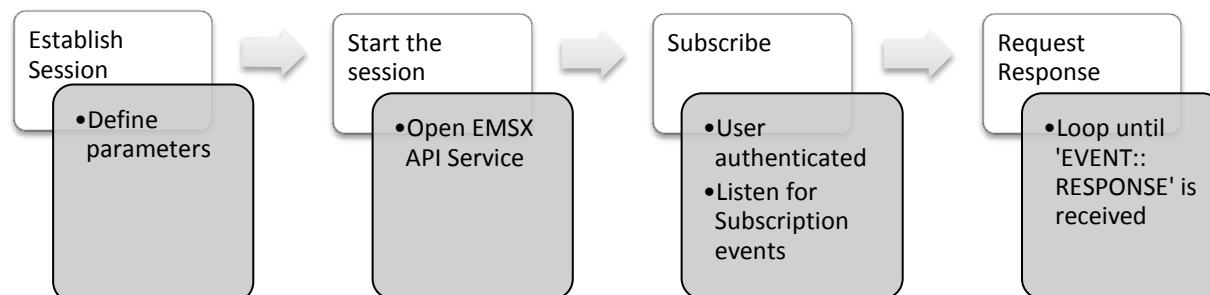 Establish
Session
•Define
parameters
Start the
session
•Open EMSX
API Service
Subscribe
•User
authenticated
•Listen for
Subscription
events
Request
Response
•Loop until
'EVENT::
RESPONSE' is
received